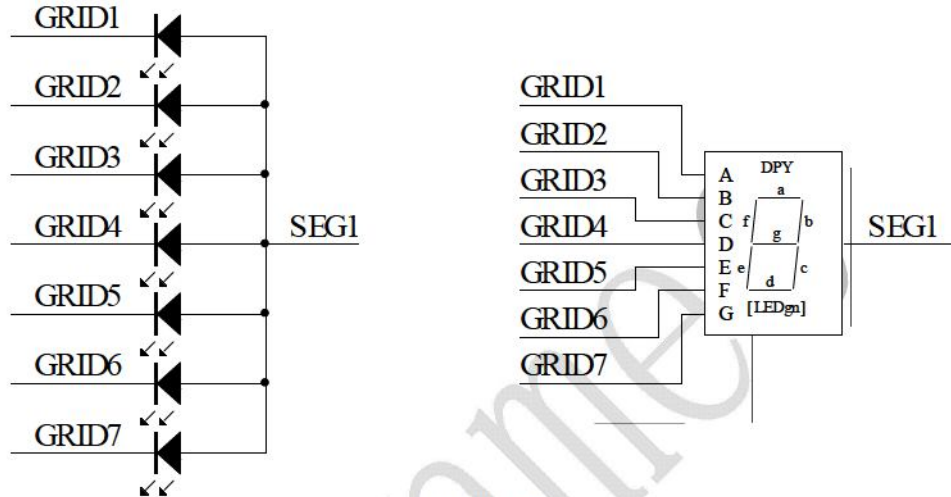 GRID1
GRID2
GRID3
GRID4
GRID5
GRID6
GRID7
SEG1
GRID1
GRID2
GRID3
GRID4
GRID5
GRID6
GRID7
A
B
C
D
E
F
G
DPY
a
f b
g
e c
d
[LEDgn]
SEG1